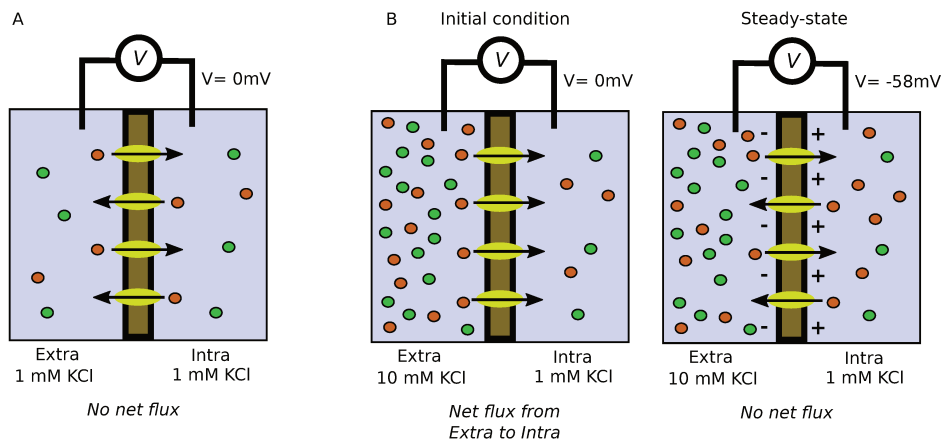 A
V
V= 0mV
Extra
1 mM KCl
Intra
1 mM KCl
No net flux
B
Initial condition
V
V= 0mV
Extra
10 mM KCl
Intra
1 mM KCl
Net flux from
Extra to Intra
Steady-state
V
V= -58mV
- +
- +
- +
- +
- +
Extra
10 mM KCl
Intra
1 mM KCl
No net flux